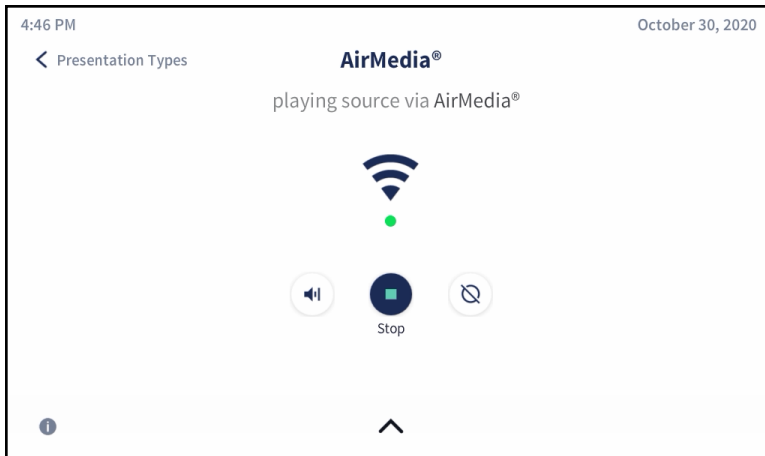 4:46 PM
October 30, 2020
Presentation Types
AirMedia®
playing source via AirMedia®
Stop